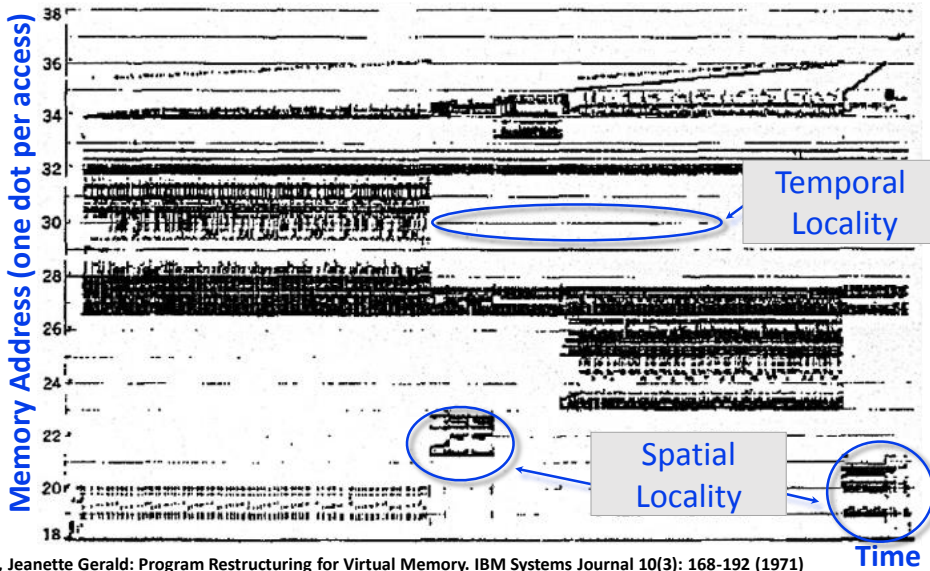 Memory Address (one dot per access)
38
36
34
32
30
28
26
24
22
20
18
Temporal
Locality
Spatial
Locality
Time
, Jeanette Gerald: Program Restructuring for Virtual Memory. IBM Systems Journal 10(3): 168-192 (1971)